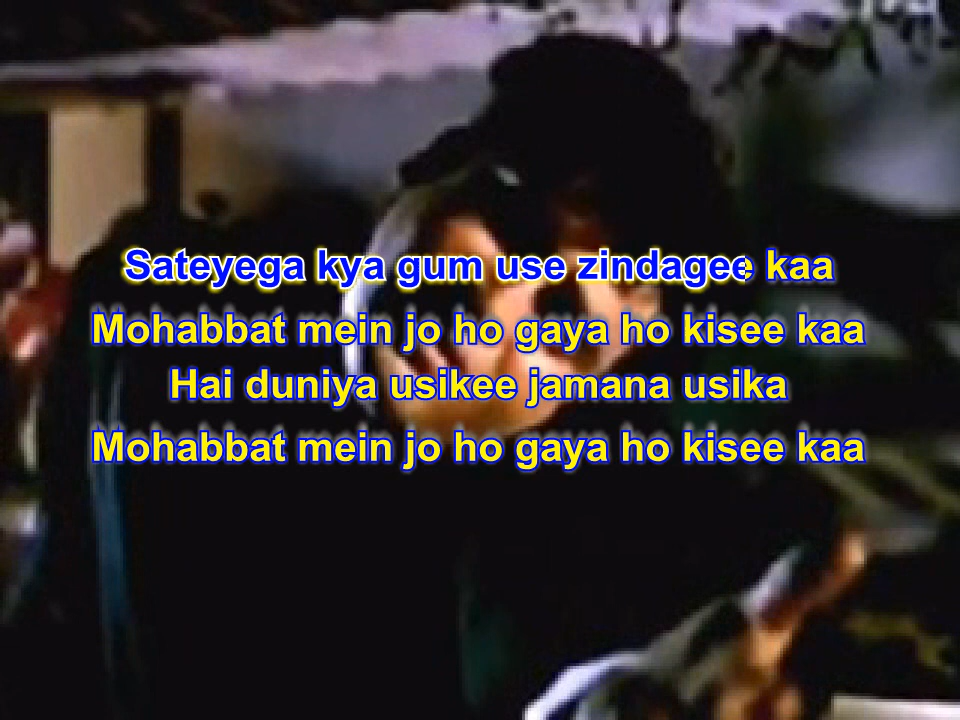 Sateyega kya gum use zindagee kaa
Mohabbat mein jo ho gaya ho kisee kaa
Hai duniya usikee jamana usika
Mohabbat mein jo ho gaya ho kisee kaa